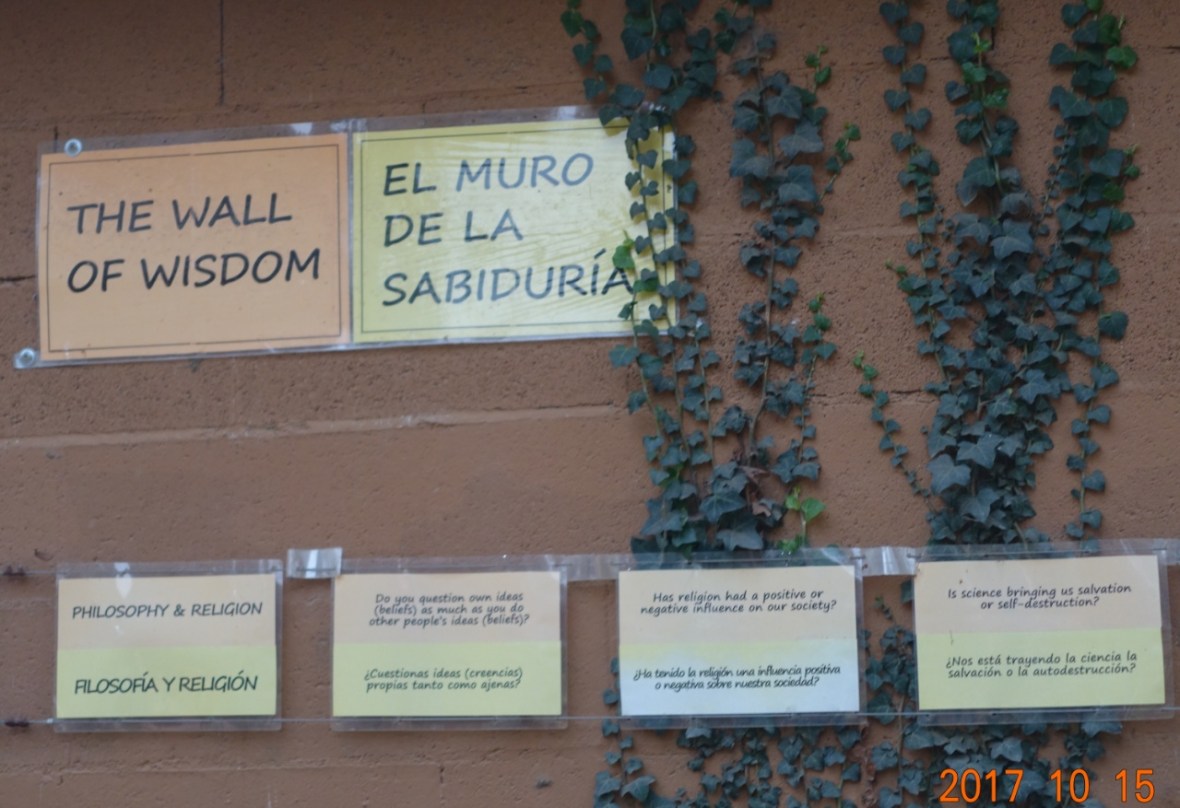 THE WALL
OF WISDOM
EL MURO
DE LA
SABIDURÍA
PHILOSOPHY & RELIGION
FILOSOFÍA Y RELIGIÓN
Do you question own ideas
(beliefs) as much as you do
other people's ideas (beliefs)?
¿Cuestionas ideas (creencias)
propias tanto como ajenas?
Has religion had a positive or
negative influence on our society?
¿Ha tenido la religión una influencia positiva
o negativa sobre nuestra sociedad?
Is science bringing us salvation
or self-destruction?
¿Nos está trayendo la ciencia la
salvación o la autodestrucción?
2017 10 15